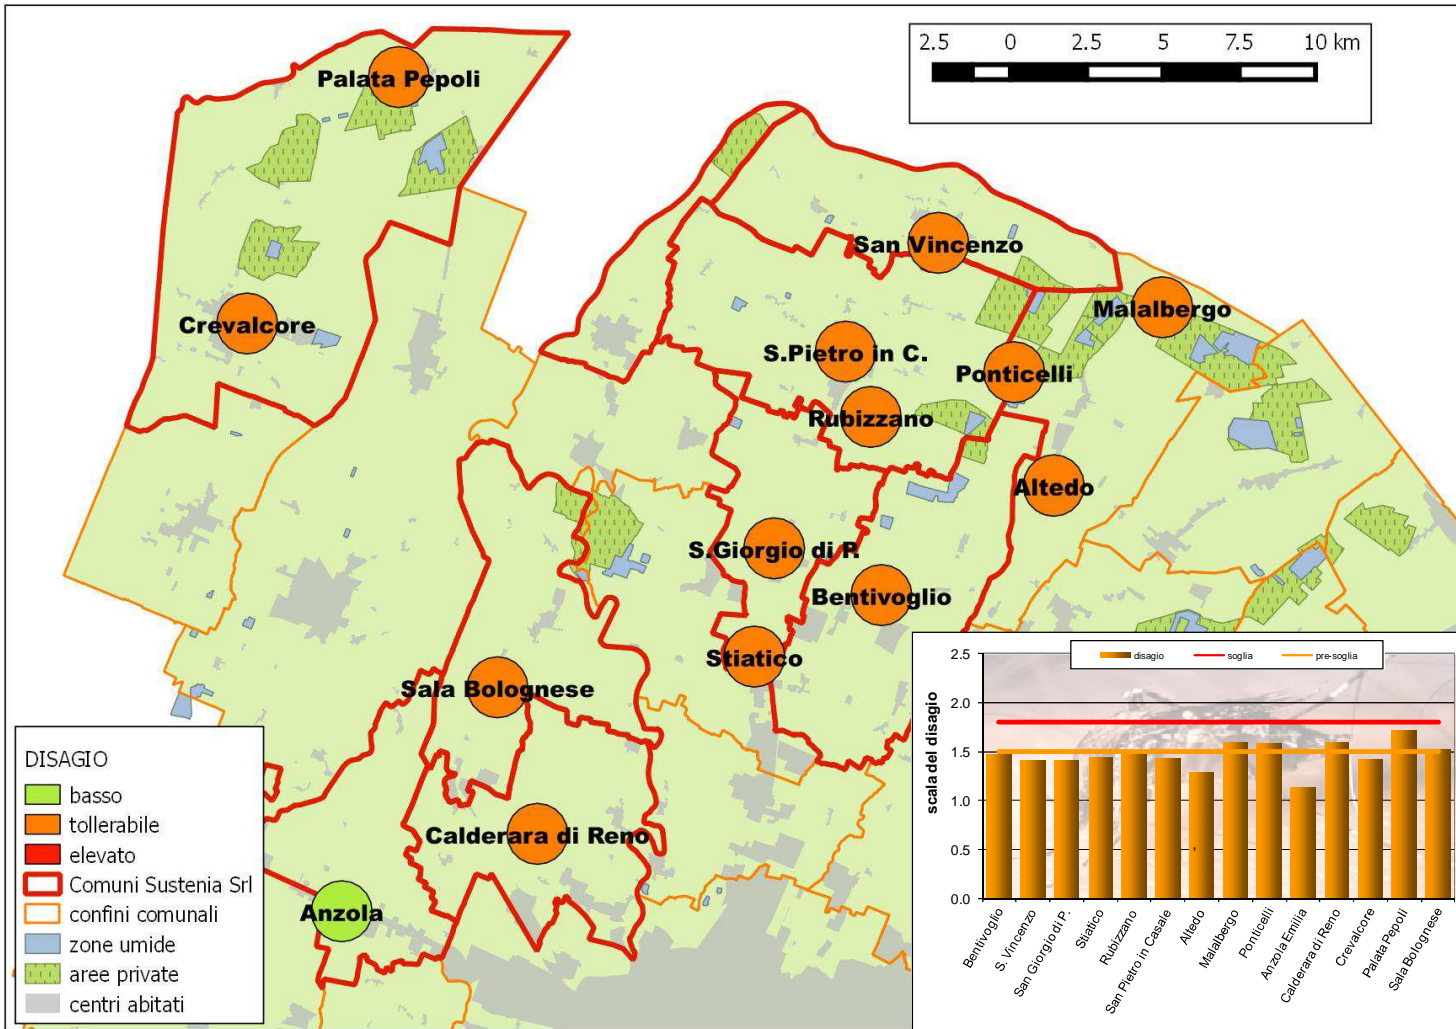 2.5 0 2.5 5 7.5 10 km
Palata Pepoli
San Vincenzo
Malalbergo
Crevalcore
S.Pietro in C.
Ponticelli
Rubizzano
Altedo
S.Giorgio di P.
Bentivoglio
Stiatico
Sala Bolognese
Calderara di Reno
Anzola
DISAGIO
basso
tollerabile
elevato
Comuni Sustenia Srl
confini comunali
zone umide
aree private
centri abitati
disagio soglia pre-soglia
scala del disagio
2.5
2.0
1.5
1.0
0.5
0.0
,
Bentivoglio
S. Vincenzo
San Giorgio di P.
Stiatico
Rubizzano
San Pietro in Casale
Altedo
Malalbergo
Ponticelli
Anzola Emilia
Calderara di Reno
Crevalcore
Palata Pepoli
Sala Bolognese